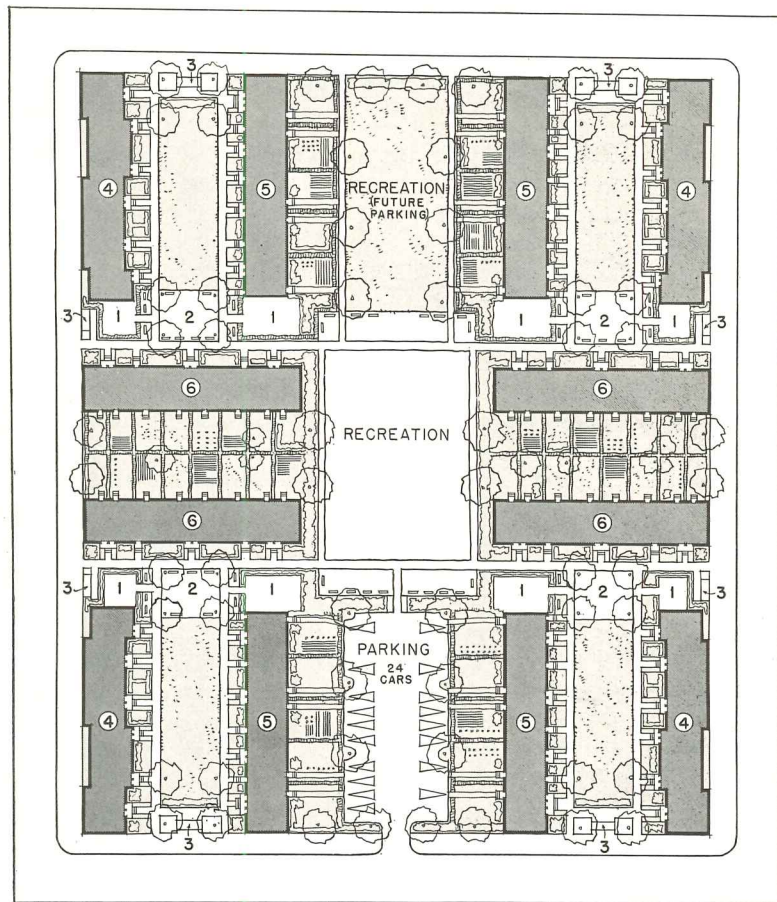 3 3
4 5 5 4
RECREATION
(FUTURE
PARKING)
3 1 2 1 1 2 1 3
6 6
RECREATION
6 6
3 1 2 1 1 2 1 3
PARKING
24
CARS
4 5 5 4
3 3